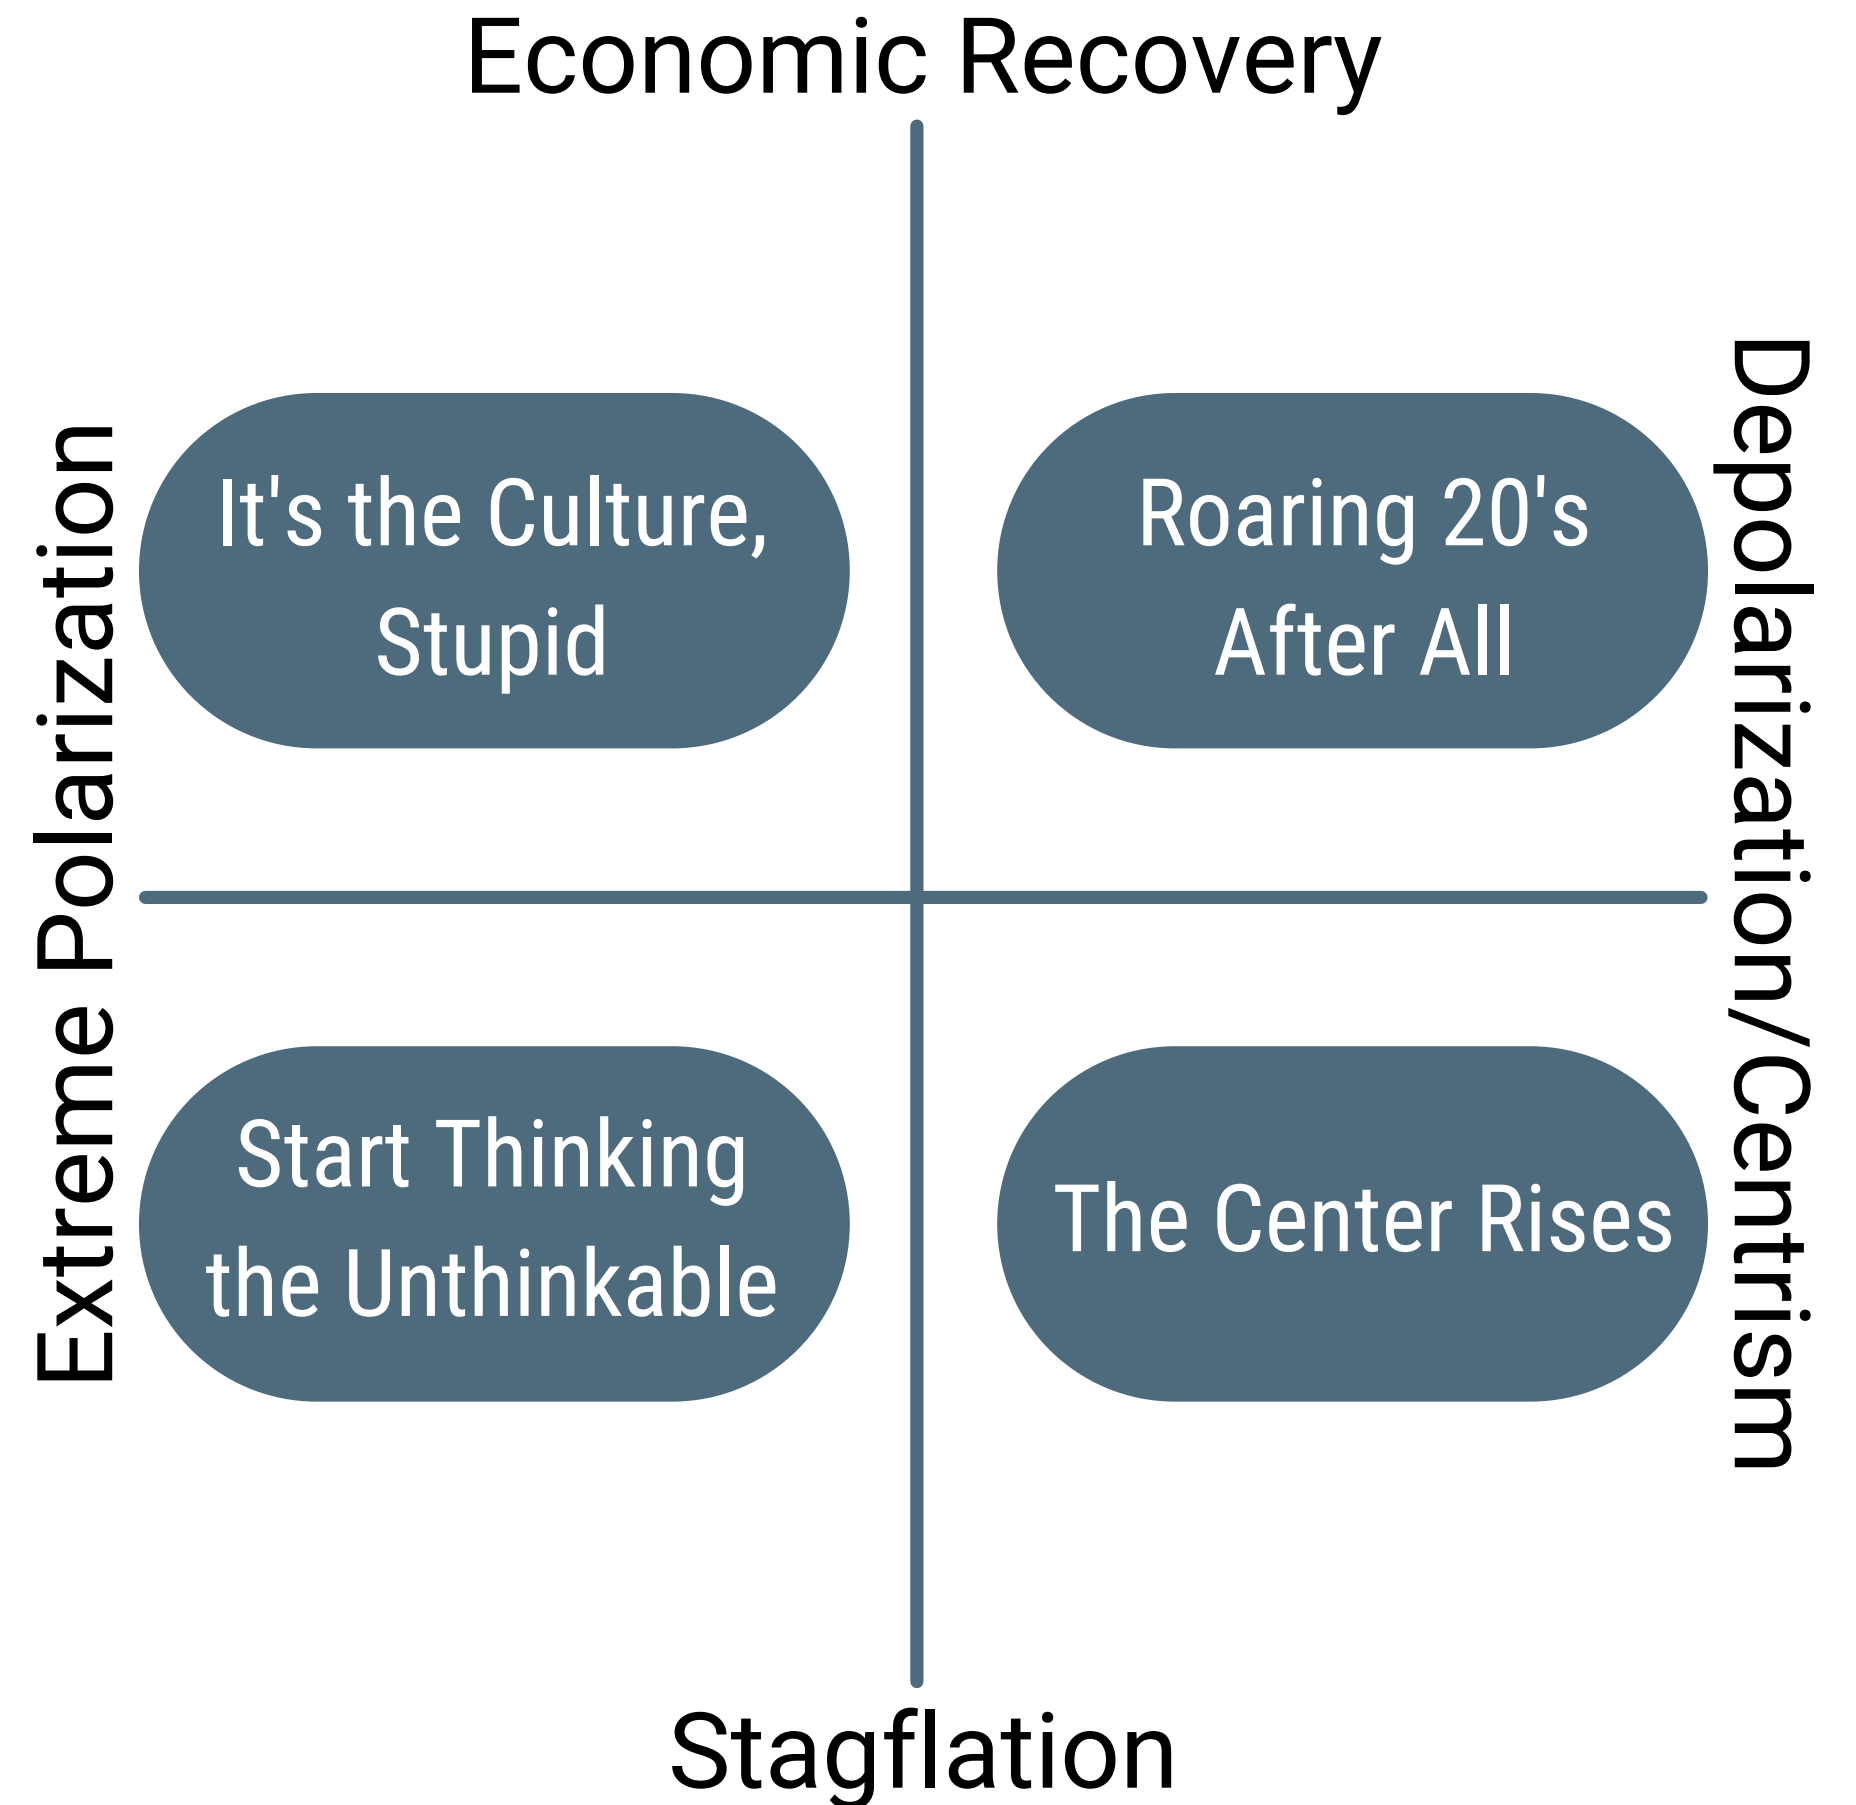 Economic Recovery
It's the Culture,
Stupid
Roaring 20's
After All
Extreme Polarization
Depolarization/Centrism
Start Thinking
the Unthinkable
The Center Rises
Stagflation